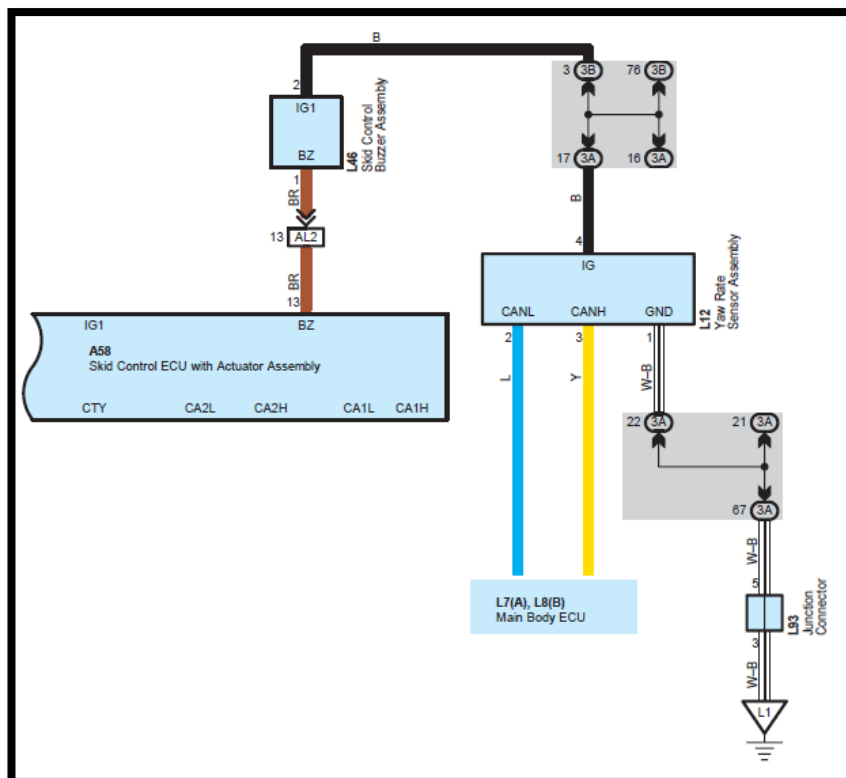 B
3 3B 76 3B
2
IG1
BZ
L46
Skid Control
Buzzer Assembly
17 3A 16 3A
1
BR
B
13 AL2
4
BR
IG
13
CANL CANH GND
L12
Yaw Rate
Sensor Assembly
IG1 BZ
2 3 1
A58
Skid Control ECU with Actuator Assembly
L Y W-B
CTY CA2L CA2H CA1L CA1H
22 3A 21 3A
67 3A
W-B
5
L7(A), L8(B)
Main Body ECU
L93
Junction
Connector
3
W-B
L1